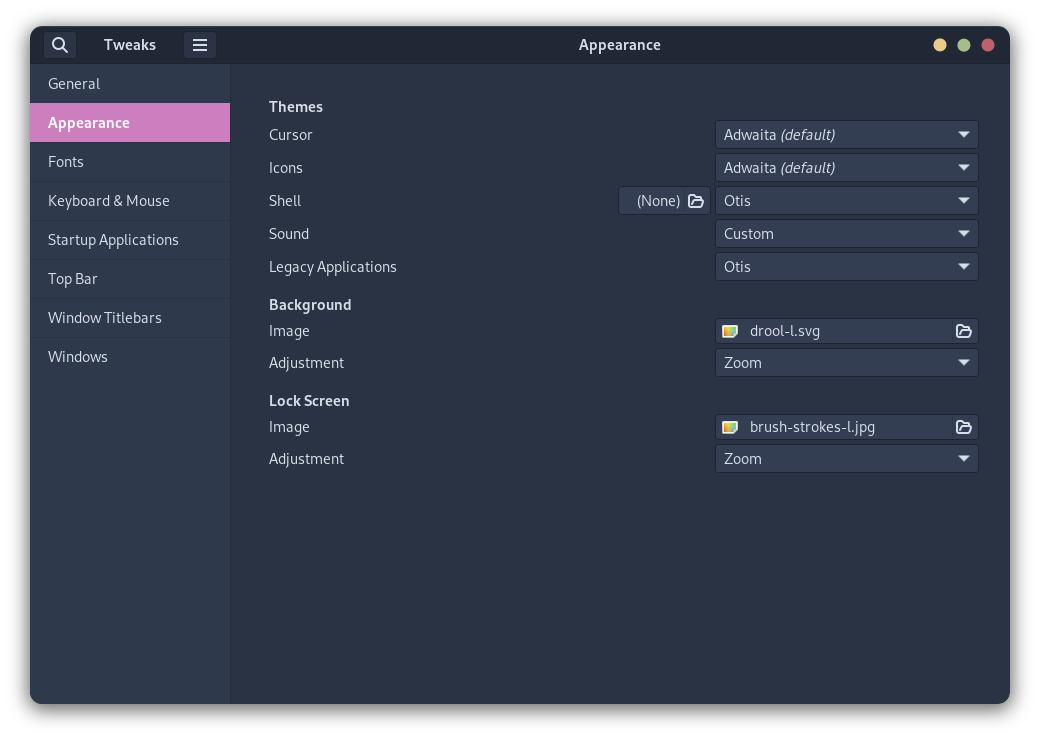 Tweaks
Appearance
General
Appearance
Fonts
Keyboard & Mouse
Startup Applications
Top Bar
Window Titlebars
Windows
Themes
Cursor Adwaita (default)
Icons Adwaita (default)
Shell (None) Otis
Sound Custom
Legacy Applications Otis
Background
Image drool-l.svg
Adjustment Zoom
Lock Screen
Image brush-strokes-l.jpg
Adjustment Zoom